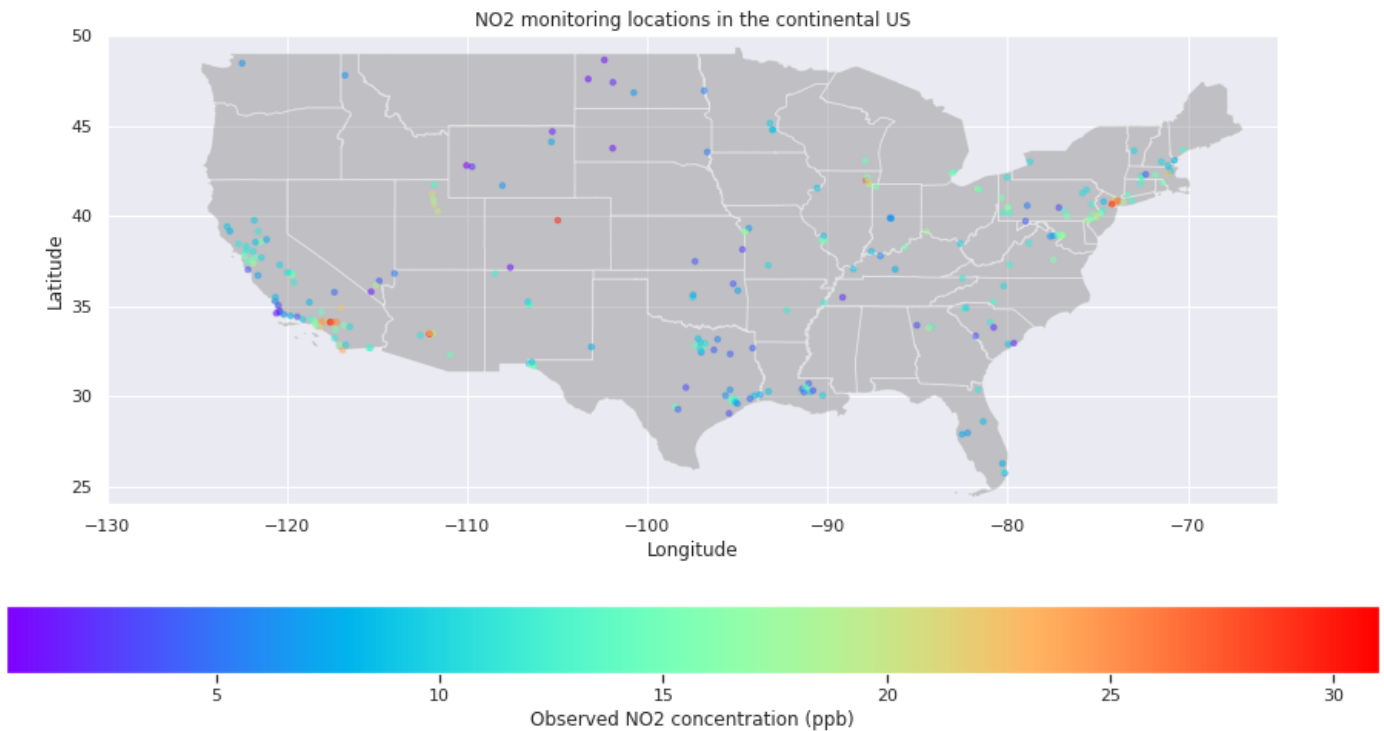 NO2 monitoring locations in the continental US
50
45
40
35
30
25
Latitude
−130 −120 −110 −100 −90 −80 −70
Longitude
5 10 15 20 25 30
Observed NO2 concentration (ppb)